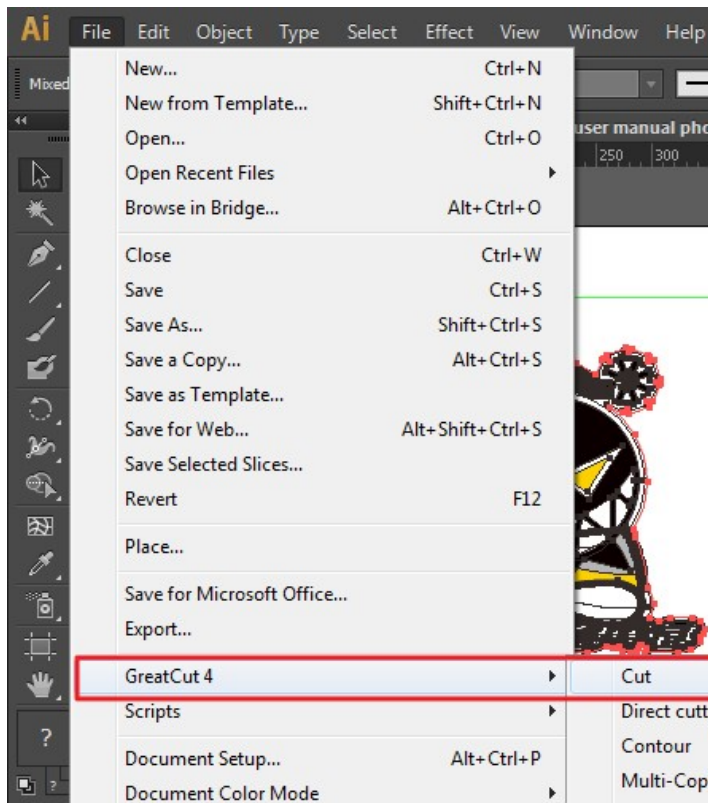 Ai File Edit Object Type Select Effect View Window Help
Mixed
user manual pho
250 300
New... Ctrl+N
New from Template... Shift+Ctrl+N
Open... Ctrl+O
Open Recent Files
Browse in Bridge... Alt+Ctrl+O
Close Ctrl+W
Save Ctrl+S
Save As... Shift+Ctrl+S
Save a Copy... Alt+Ctrl+S
Save as Template...
Save for Web... Alt+Shift+Ctrl+S
Save Selected Slices...
Revert F12
Place...
Save for Microsoft Office...
Export...
GreatCut 4 Cut
Scripts Direct cutt
Contour
Document Setup... Alt+Ctrl+P
Multi-Cop
Document Color Mode
?
?